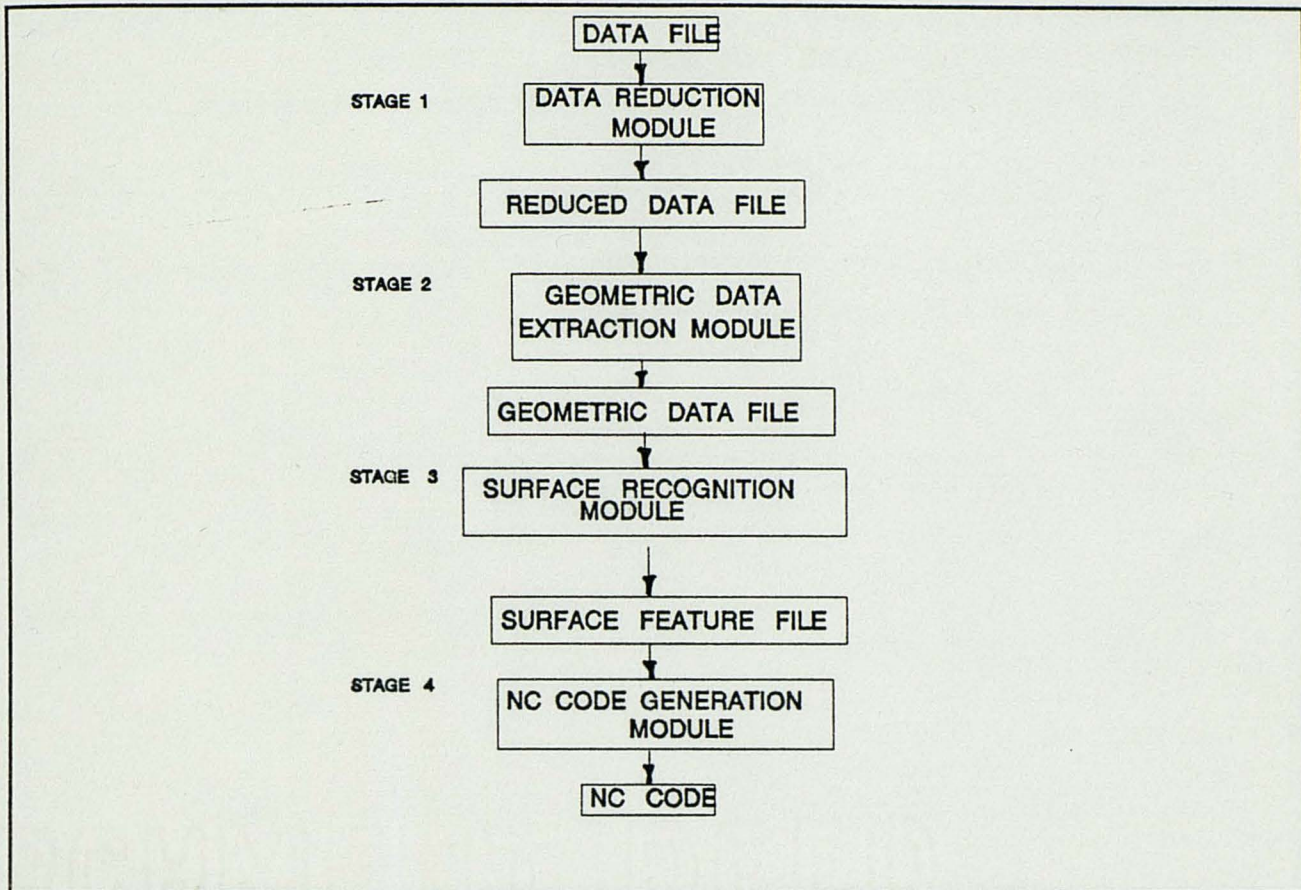 DATA FILE
STAGE 1
DATA REDUCTION
MODULE
REDUCED DATA FILE
STAGE 2
GEOMETRIC DATA
EXTRACTION MODULE
GEOMETRIC DATA FILE
STAGE 3
SURFACE RECOGNITION
MODULE
SURFACE FEATURE FILE
STAGE 4
NC CODE GENERATION
MODULE
NC CODE